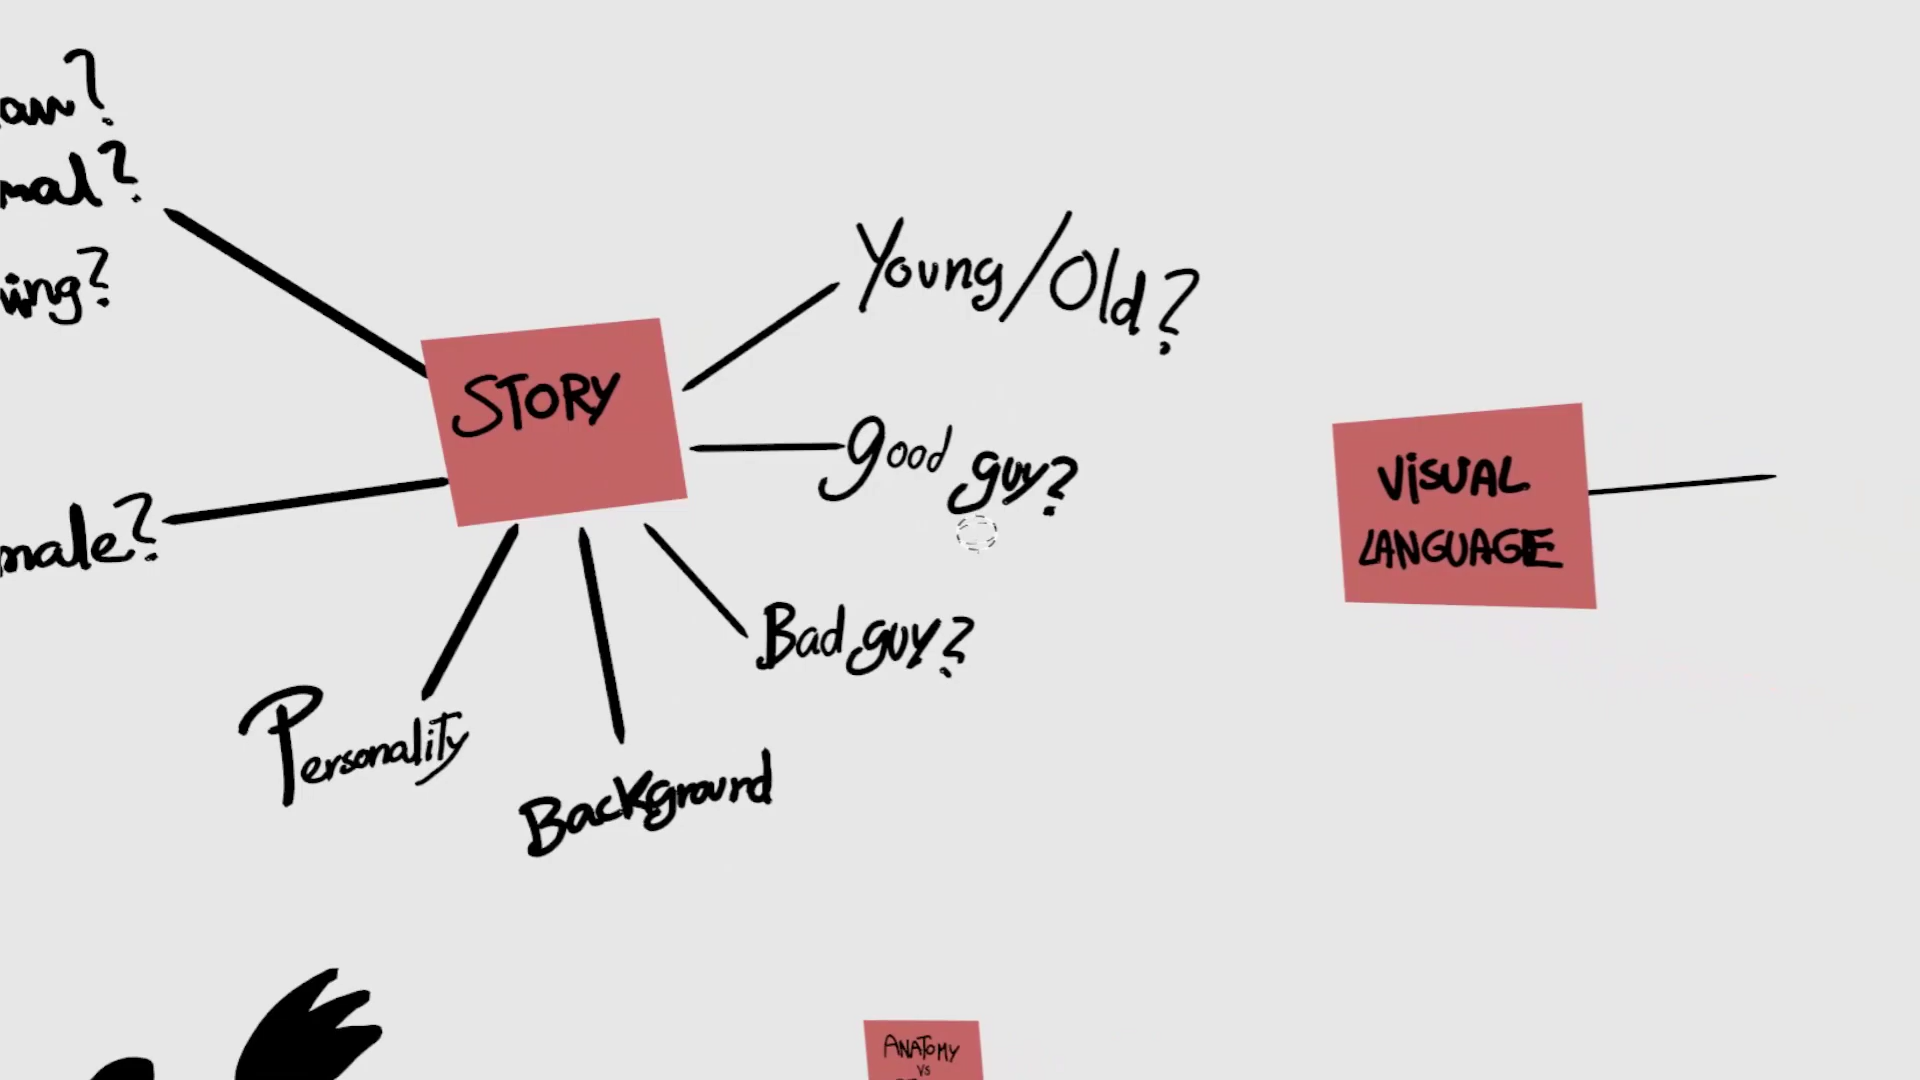 STORY
Young/Old?
good guy?
Bad guy?
Background
Personality
VISUAL
LANGUAGE
ANATOMY
VS